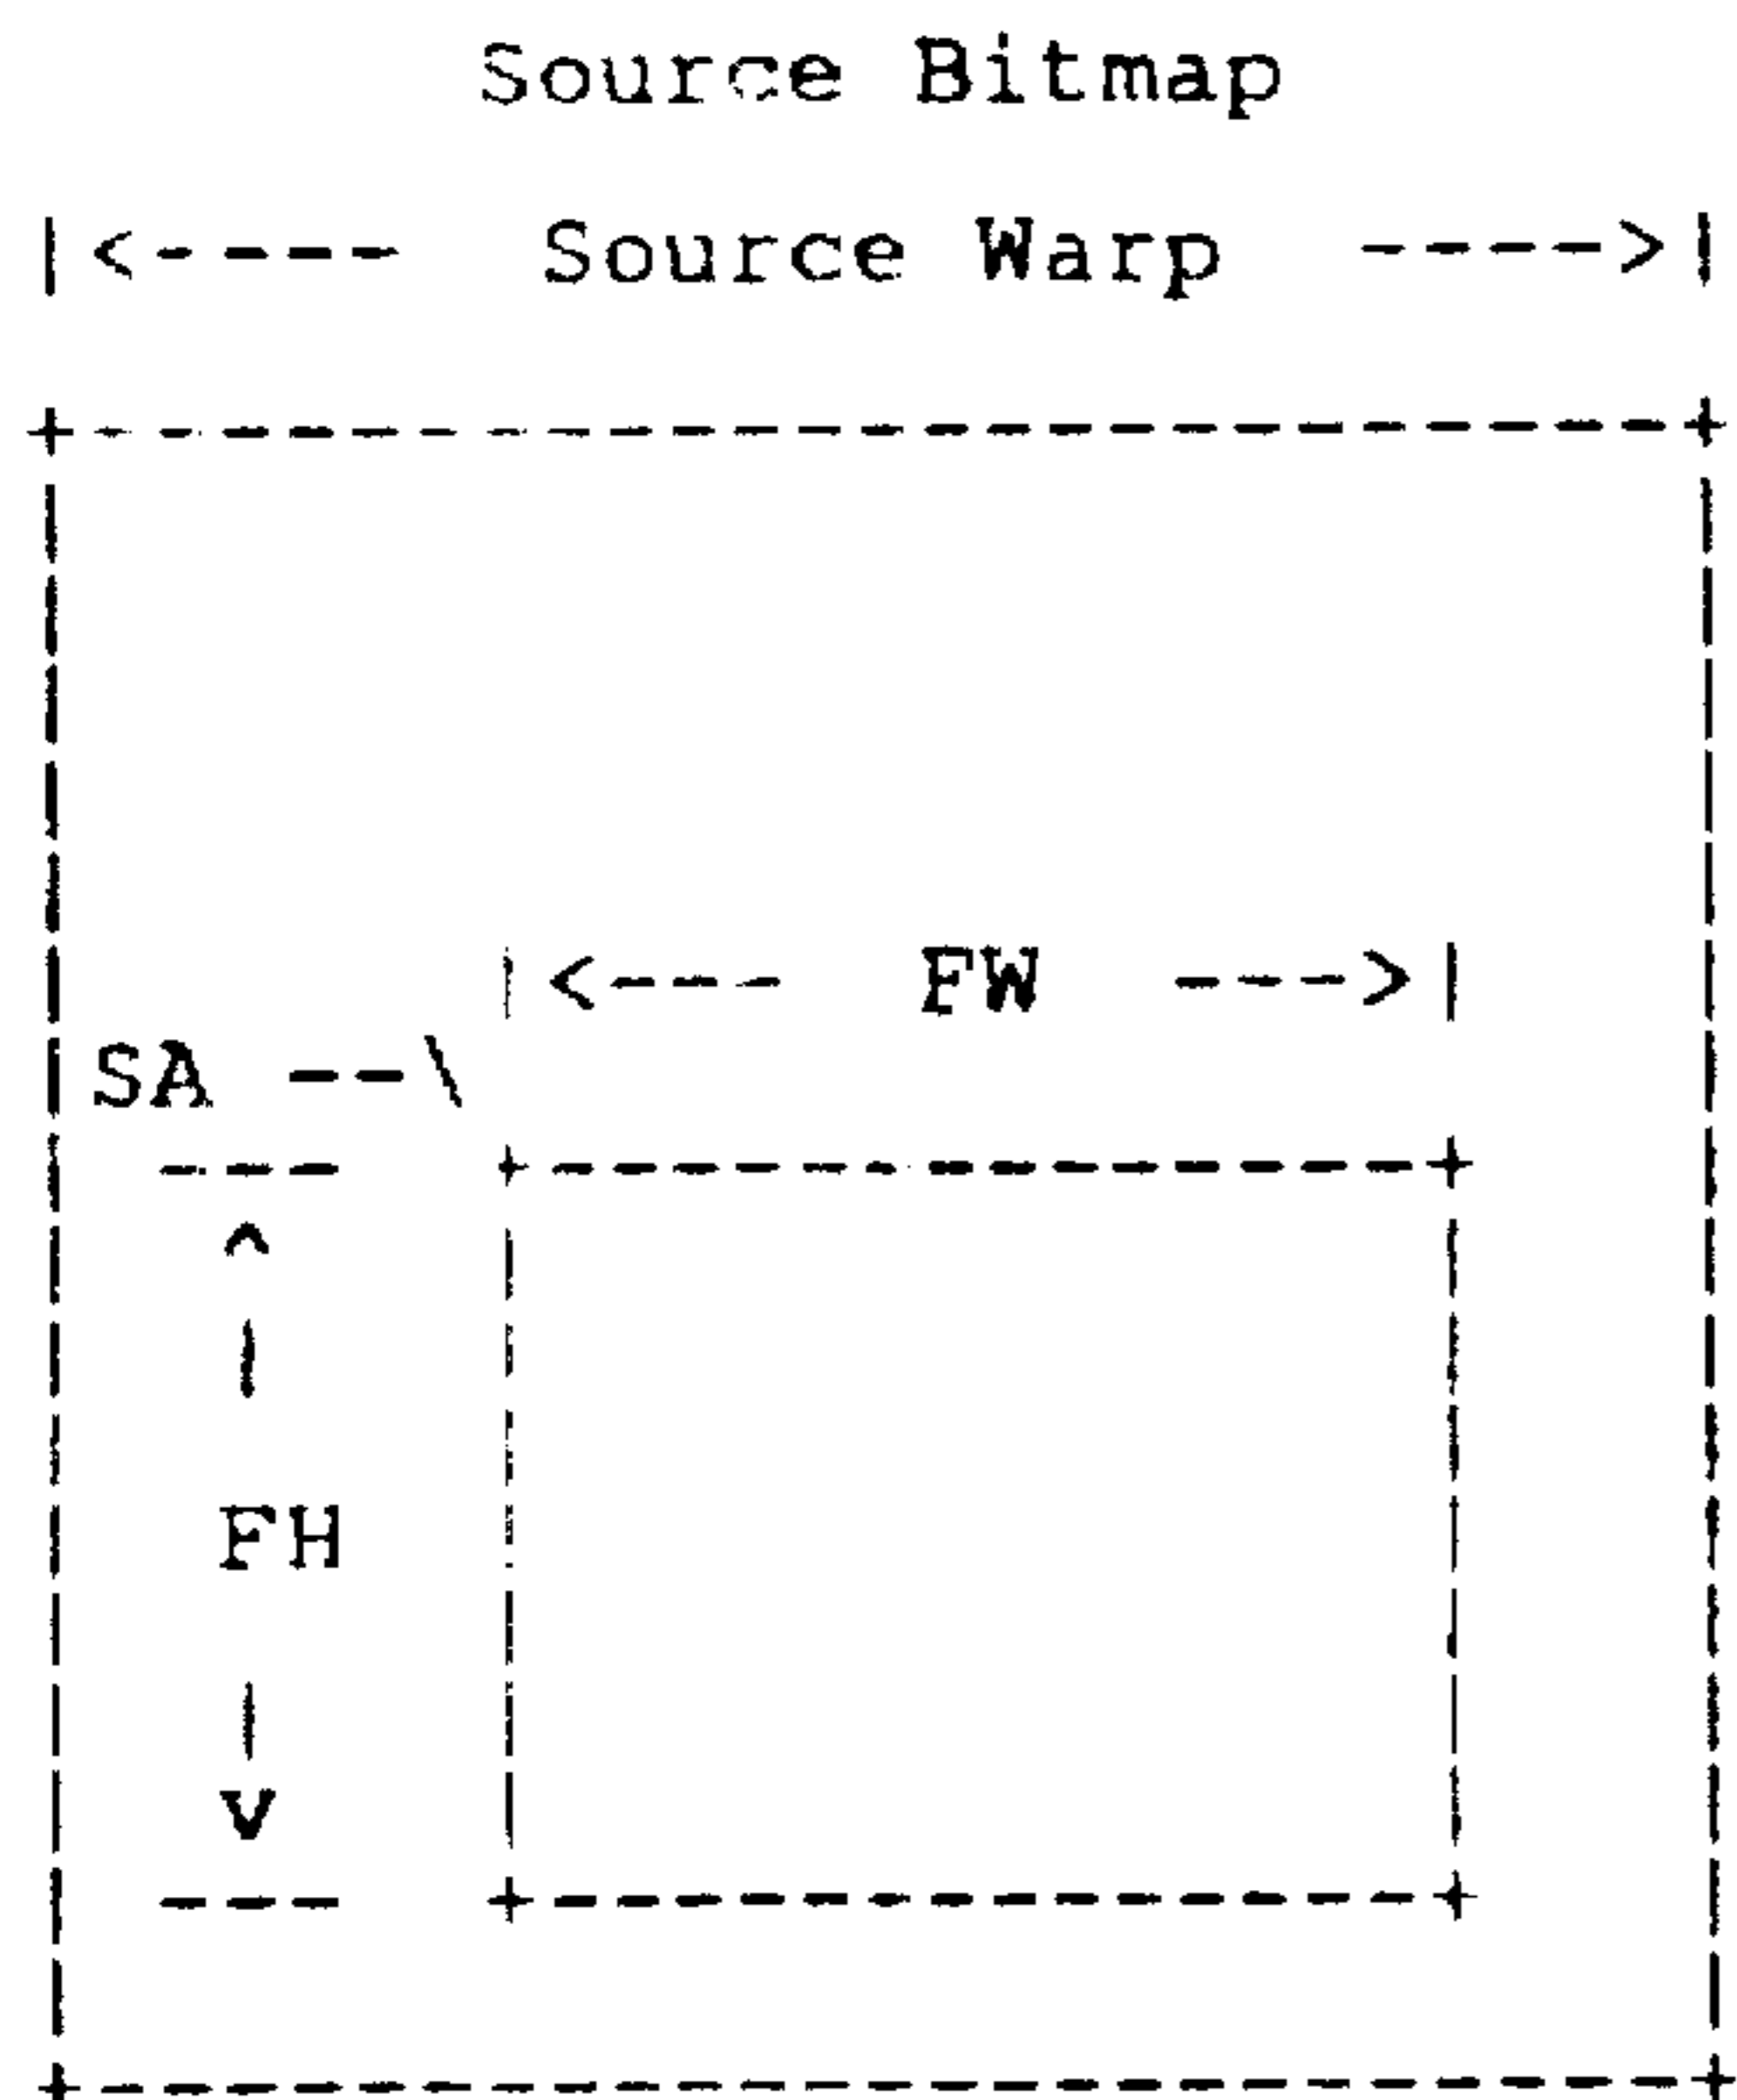 Source Bitmap
|<---- Source Warp ---->|
|<--- FW --->|
SA --\
FH